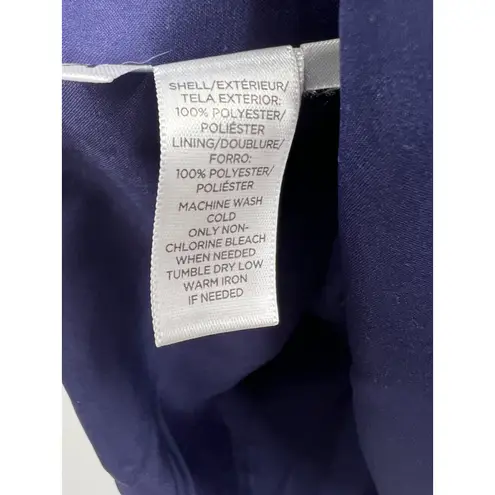 SHELL/EXTÉRIEUR/
TELA EXTERIOR:
100% POLYESTER/
POLIÉSTER
LINING/DOUBLURE/
FORRO:
100% POLYESTER/
POLIÉSTER
MACHINE WASH
COLD
ONLY NON-
CHLORINE BLEACH
WHEN NEEDED
TUMBLE DRY LOW
WARM IRON
IF NEEDED